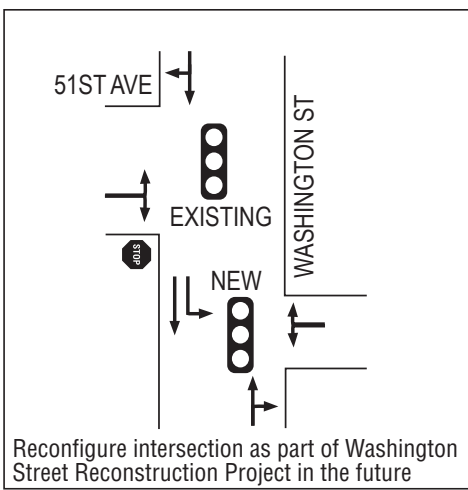 51ST AVE
WASHINGTON ST
EXISTING
STOP
NEW
Reconfigure intersection as part of Washington
Street Reconstruction Project in the future